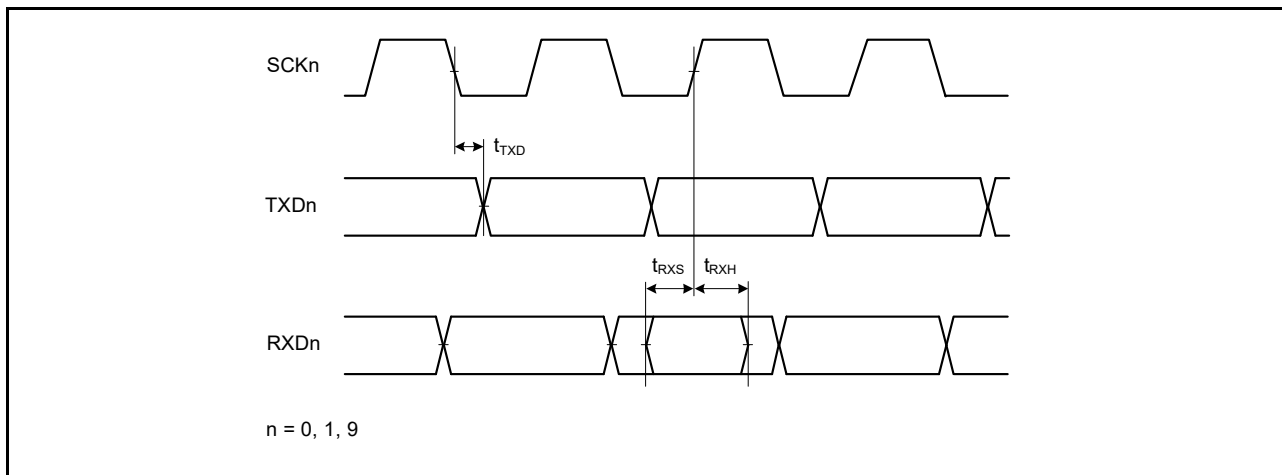 SCKn
tTXD
TXDn
tRXS tRXH
RXDn
n = 0, 1, 9